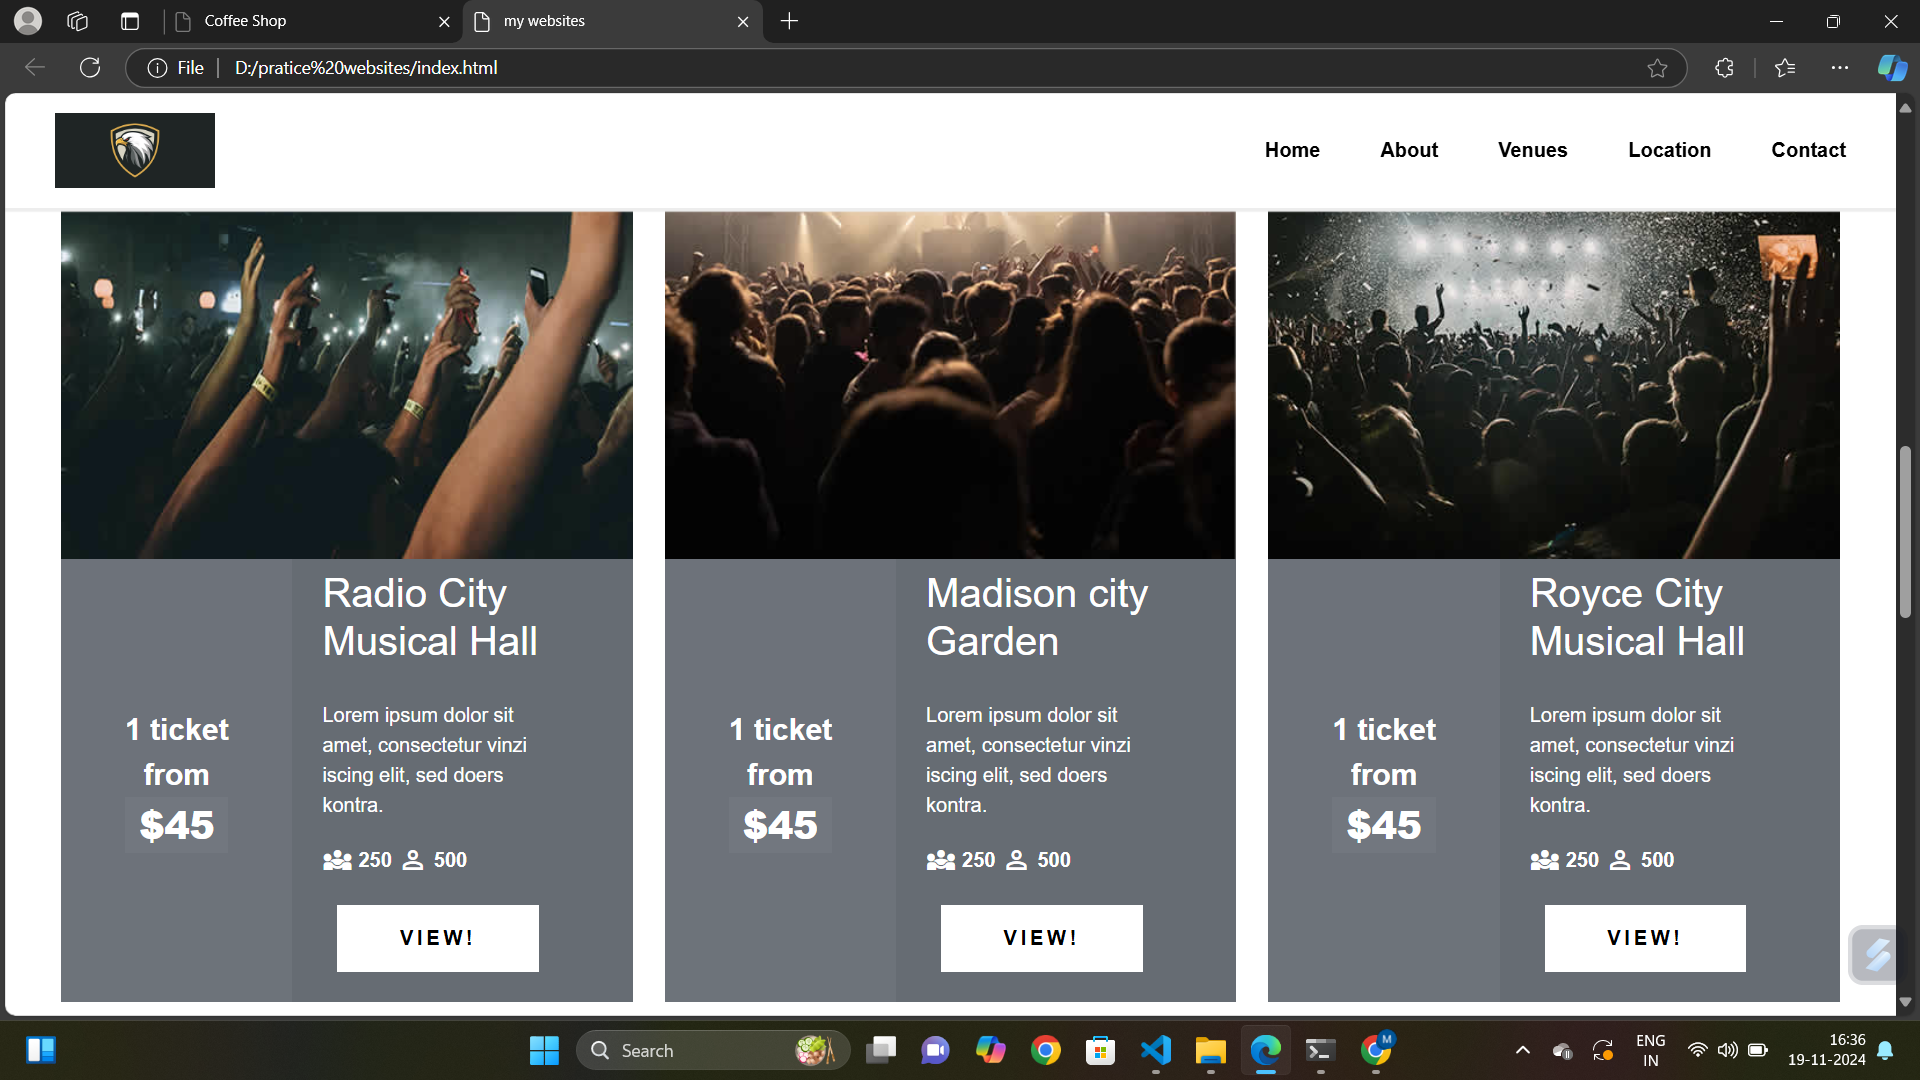 Coffee Shop
my websites
File
D:/pratice%20websites/index.html
Home
About
Venues
Location
Contact
Radio City
Musical Hall
1 ticket
from
$45
Lorem ipsum dolor sit
amet, consectetur vinzi
iscing elit, sed doers
kontra.
250 500
VIEW!
Madison city
Garden
1 ticket
from
$45
Lorem ipsum dolor sit
amet, consectetur vinzi
iscing elit, sed doers
kontra.
250 500
VIEW!
Royce City
Musical Hall
1 ticket
from
$45
Lorem ipsum dolor sit
amet, consectetur vinzi
iscing elit, sed doers
kontra.
250 500
VIEW!
Search
M
ENG
IN
16:36
19-11-2024